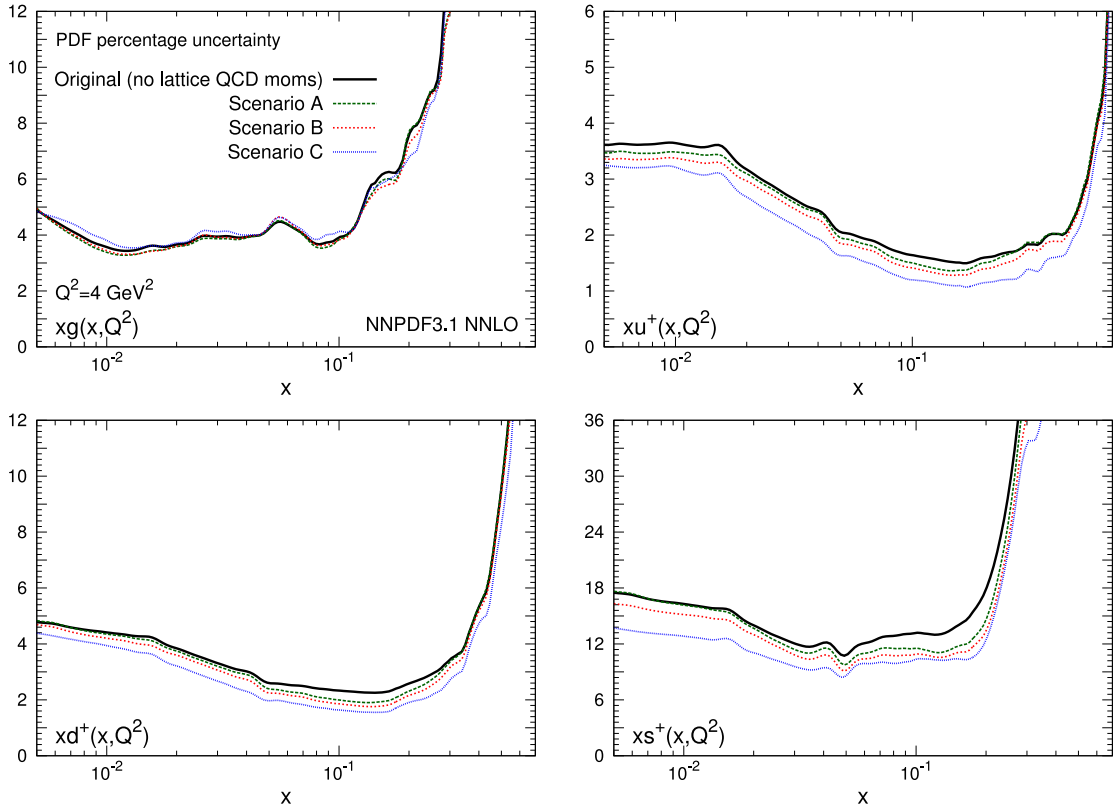 12
10
8
6
4
2
0
PDF percentage uncertainty
Original (no lattice QCD moms)
Scenario A
Scenario B
Scenario C
Q²=4 GeV²
xg(x,Q²)
NNPDF3.1 NNLO
10⁻²
10⁻¹
x
6
5
4
3
2
1
0
xu⁺(x,Q²)
10⁻²
10⁻¹
x
12
10
8
6
4
2
0
xd⁺(x,Q²)
10⁻²
10⁻¹
x
36
30
24
18
12
6
0
xs⁺(x,Q²)
10⁻²
10⁻¹
x